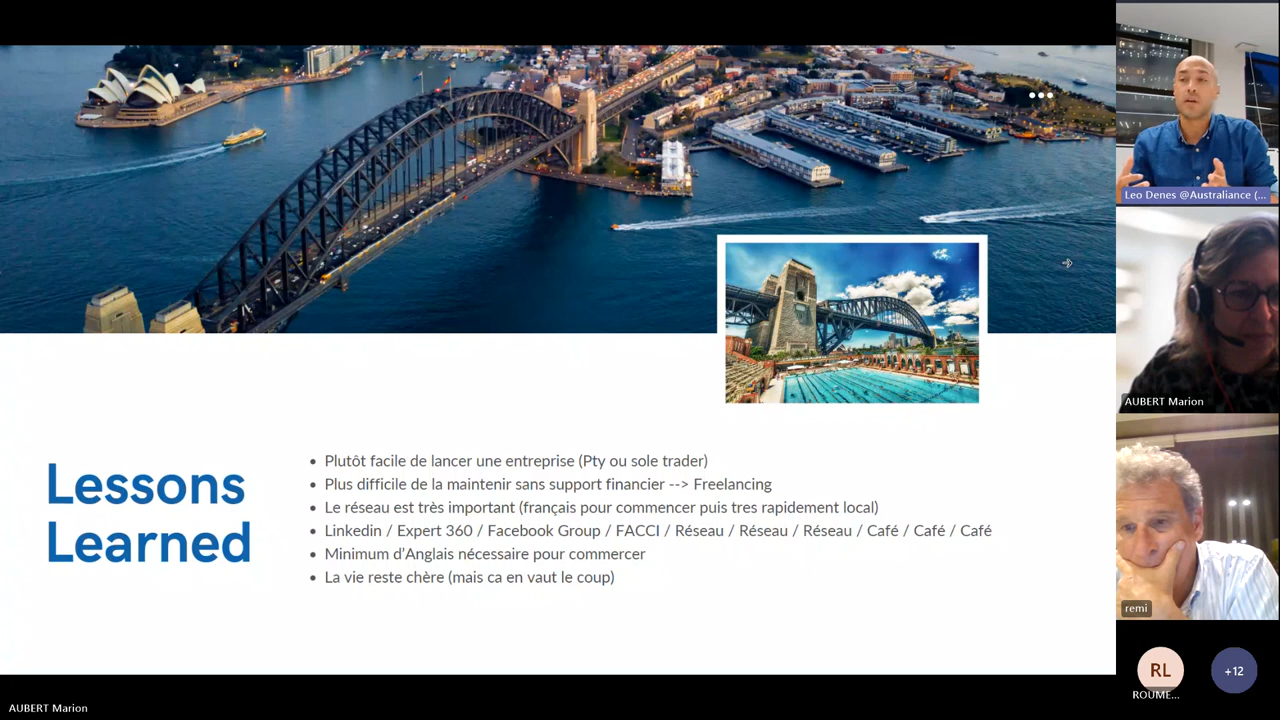 Lessons
Learned
Plutôt facile de lancer une entreprise (Pty ou sole trader)
Plus difficile de la maintenir sans support financier --> Freelancing
Le réseau est très important (français pour commencer puis tres rapidement local)
Linkedin / Expert 360 / Facebook Group / FACCI / Réseau / Réseau / Réseau / Café / Café / Café
Minimum d'Anglais nécessaire pour commercer
La vie reste chère (mais ca en vaut le coup)
Leo Denes @Australiance (...
AUBERT Marion
remi
RL
ROUME...
+12
AUBERT Marion